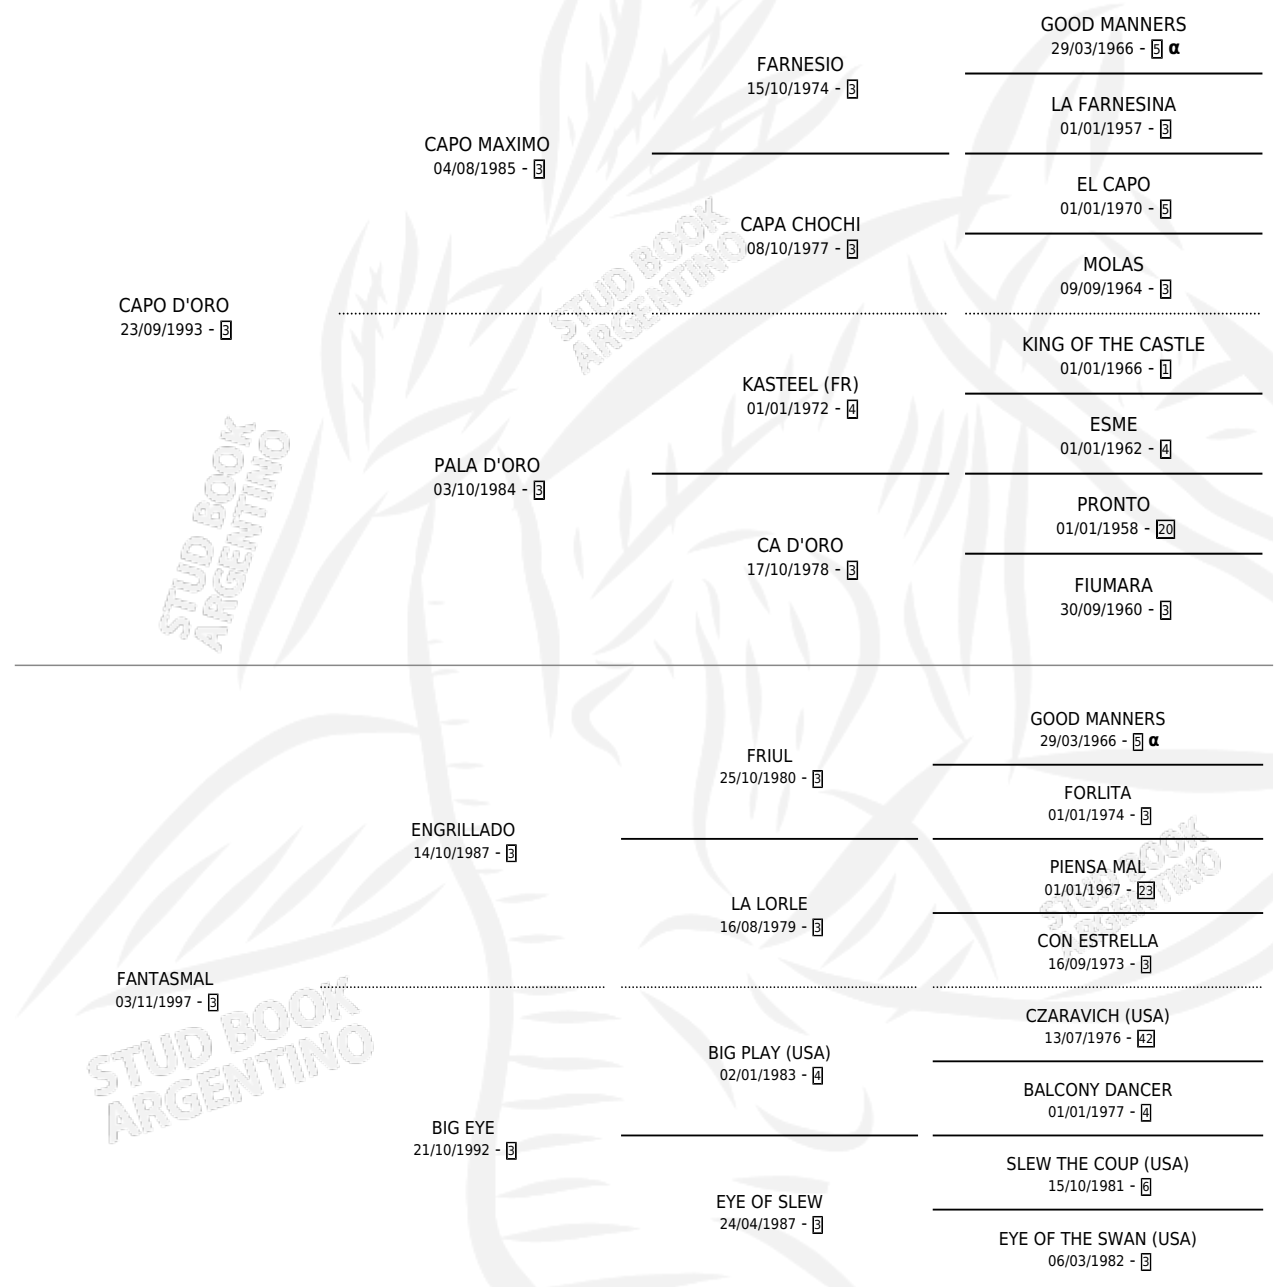 GOOD MANNERS
29/03/1966 - 5 α
FARNESIO
15/10/1974 - 3
LA FARNESINA
01/01/1957 - 3
CAPO MAXIMO
04/08/1985 - 3
EL CAPO
01/01/1970 - 5
CAPA CHOCHI
08/10/1977 - 3
MOLAS
09/09/1964 - 3
CAPO D'ORO
23/09/1993 - 3
STUD BOOK
ARGENTINO
KING OF THE CASTLE
01/01/1966 - 1
KASTEEL (FR)
01/01/1972 - 4
ESME
01/01/1962 - 4
PALA D'ORO
03/10/1984 - 3
PRONTO
01/01/1958 - 20
CA D'ORO
17/10/1978 - 3
FIUMARA
30/09/1960 - 3
STUD BOOK
ARGENTINO
GOOD MANNERS
29/03/1966 - 5 α
FRIUL
25/10/1980 - 3
FORLITA
01/01/1974 - 3
ENGRILLADO
14/10/1987 - 3
PIENSA MAL
01/01/1967 - 23
LA LORLE
16/08/1979 - 3
STUD BOOK
ARGENTINO
CON ESTRELLA
16/09/1973 - 3
FANTASMAL
03/11/1997 - 3
STUD BOOK
ARGENTINO
CZARAVICH (USA)
13/07/1976 - 42
BIG PLAY (USA)
02/01/1983 - 4
BALCONY DANCER
01/01/1977 - 4
BIG EYE
21/10/1992 - 3
SLEW THE COUP (USA)
15/10/1981 - 6
EYE OF SLEW
24/04/1987 - 3
EYE OF THE SWAN (USA)
06/03/1982 - 3